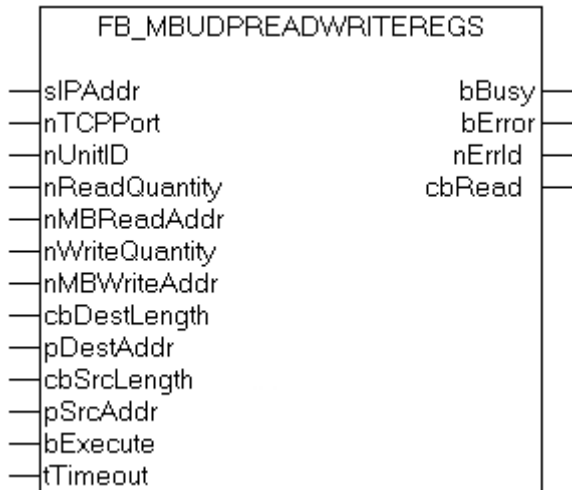 FB_MBUDPREADWRITEREGS
sIPAddr bBusy
nTCPPort bError
nUnitID nErrId
nReadQuantity cbRead
nMBReadAddr
nWriteQuantity
nMBWriteAddr
cbDestLength
pDestAddr
cbSrcLength
pSrcAddr
bExecute
tTimeout